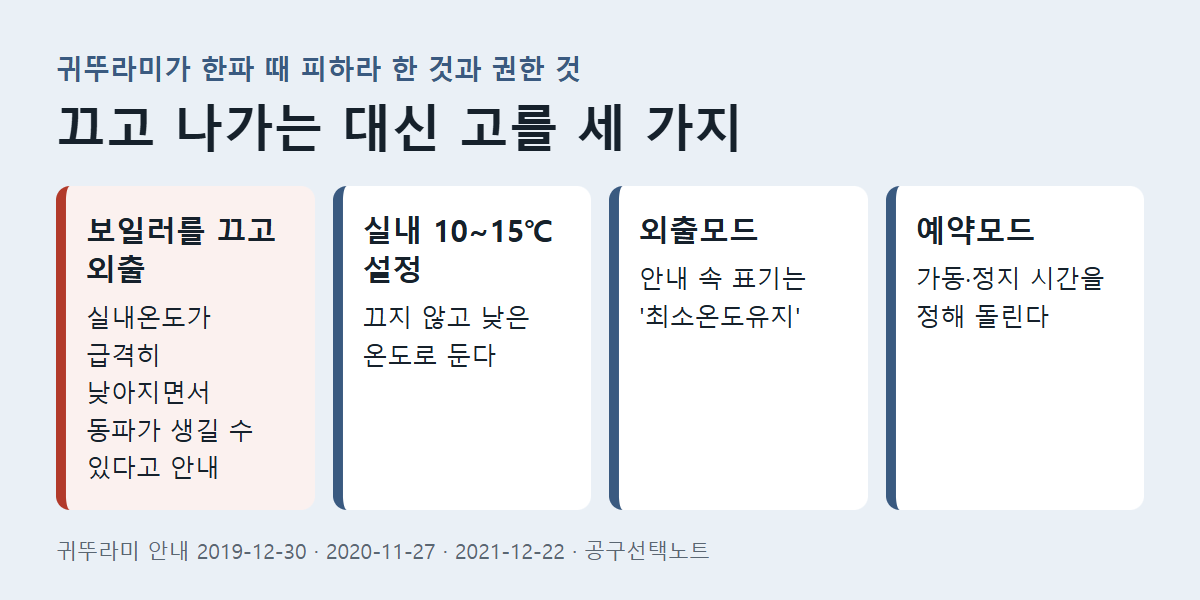 귀뚜라미가 한파 때 피하라 한 것과 권한 것
끄고 나가는 대신 고를 세 가지
보일러를 끄고
외출
실내온도가
급격히
낮아지면서
동파가 생길 수
있다고 안내
실내 10~15℃
설정
끄지 않고 낮은
온도로 둔다
외출모드
안내 속 표기는
'최소온도유지'
예약모드
가동·정지 시간을
정해 돌린다
귀뚜라미 안내 2019-12-30 · 2020-11-27 · 2021-12-22 · 공구선택노트